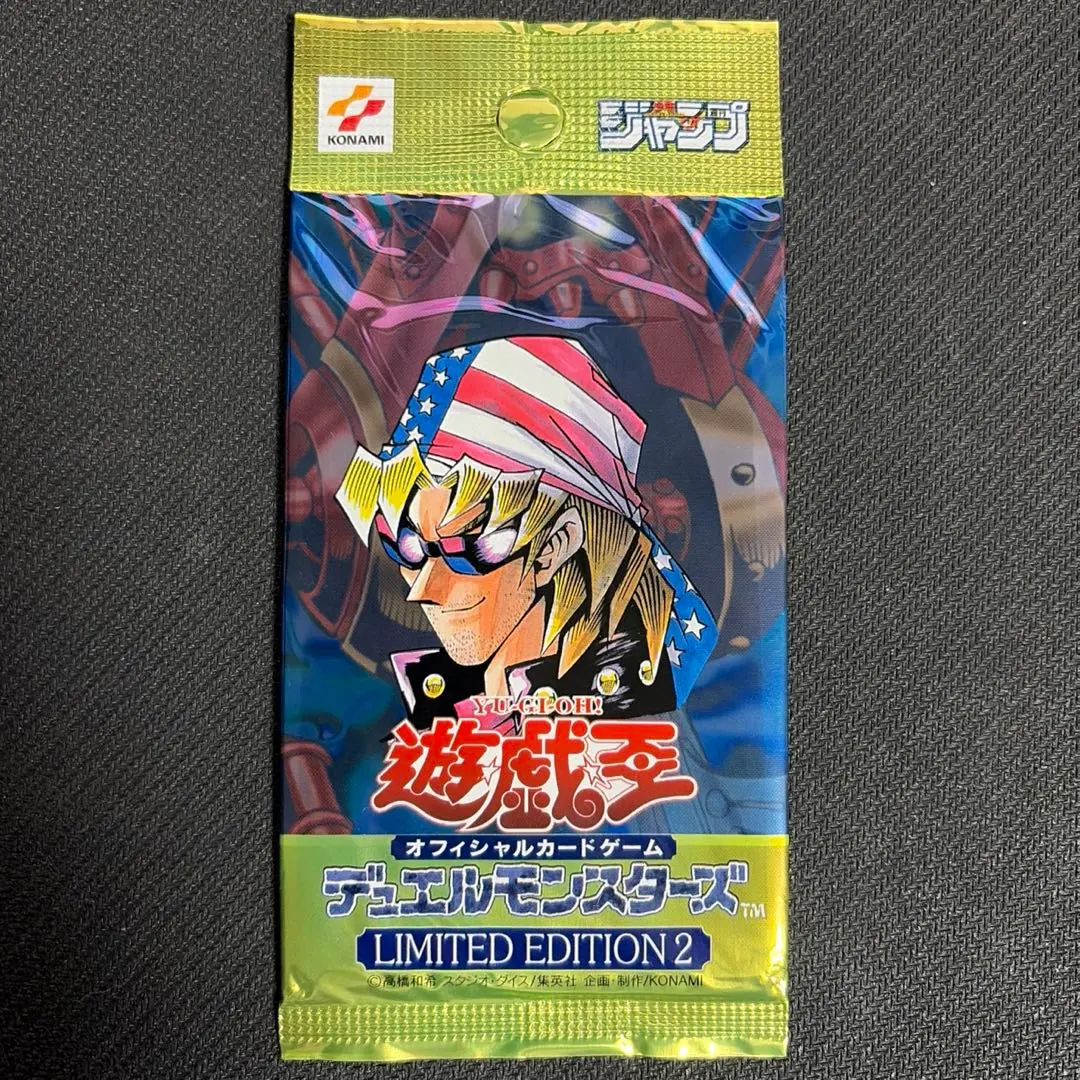 KONAMI
ジャンプ
YU-GI-OH!
遊戯王
オフィシャルカードゲーム
デュエルモンスターズ™
LIMITED EDITION 2
©高橋和希 スタジオ・ダイス/集英社 企画・制作/KONAMI